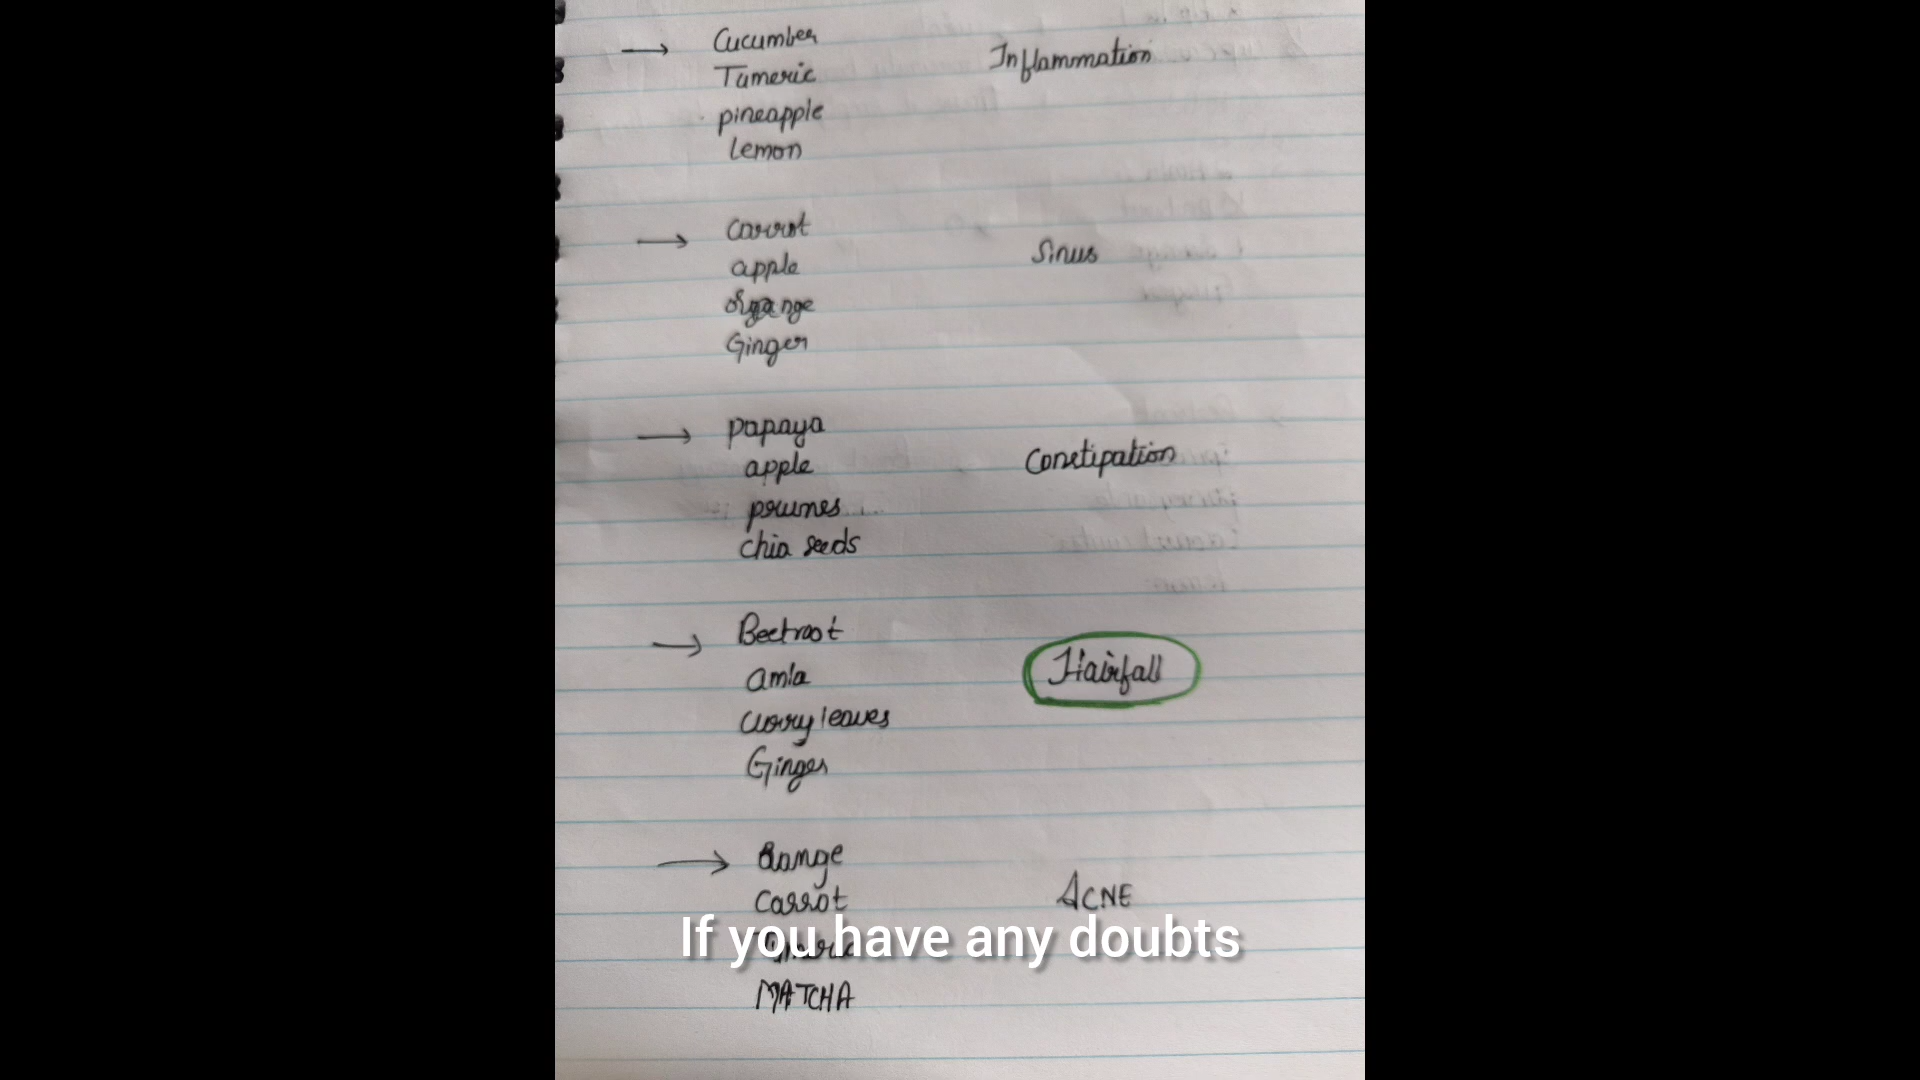 Cucumber Inflammation
Tumeric
pineapple
lemon
Carrot
apple Sinus
orange
Ginger
papaya
apple Constipation
prunes
chia seeds
Beetroot
amla Hairfall
curry leaves
Ginger
Orange
Carrot ACNE
If you have any doubts
Tumeric
MATCHA